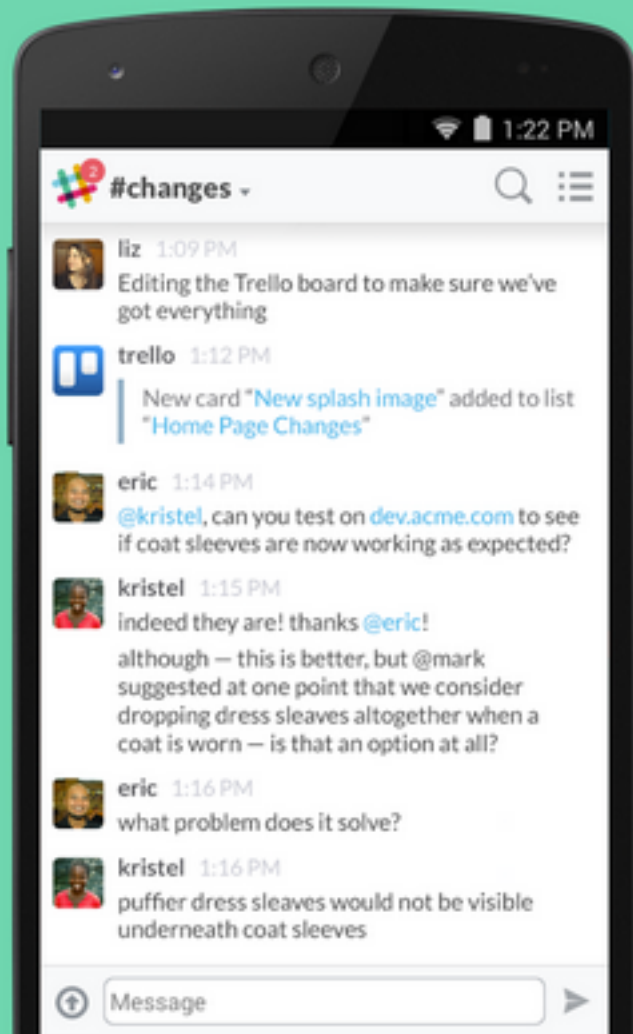 1:22 PM
2
#changes
liz 1:09 PM
Editing the Trello board to make sure we've
got everything
trello 1:12 PM
New card “New splash image” added to list
“Home Page Changes”
eric 1:14 PM
@kristel, can you test on dev.acme.com to see
if coat sleeves are now working as expected?
kristel 1:15 PM
indeed they are! thanks @eric!
although — this is better, but @mark
suggested at one point that we consider
dropping dress sleaves altogether when a
coat is worn — is that an option at all?
eric 1:16 PM
what problem does it solve?
kristel 1:16 PM
puffier dress sleaves would not be visible
underneath coat sleeves
Message